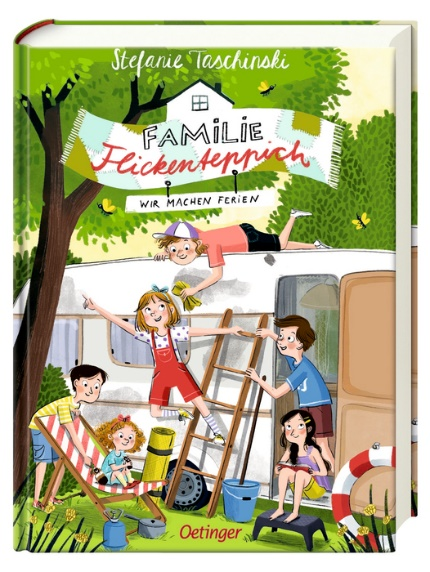 Stefanie Taschinski
FAMiLiE
Flickenteppich
WiR MACHEN FERiEN
Oetinger